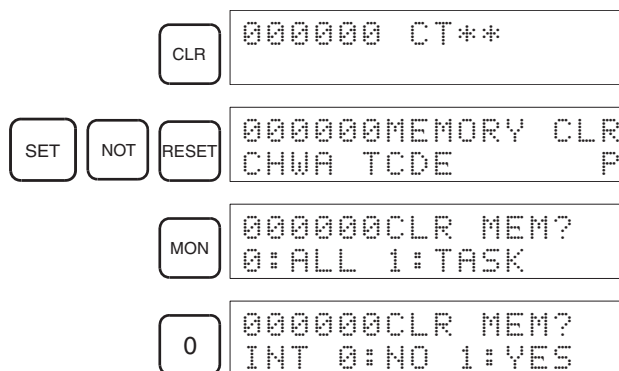 CLR
000000 CT**
SET NOT RESET
000000MEMORY CLR
CHWA TCDE P
MON
000000CLR MEM?
0:ALL 1:TASK
0
000000CLR MEM?
INT 0:NO 1:YES